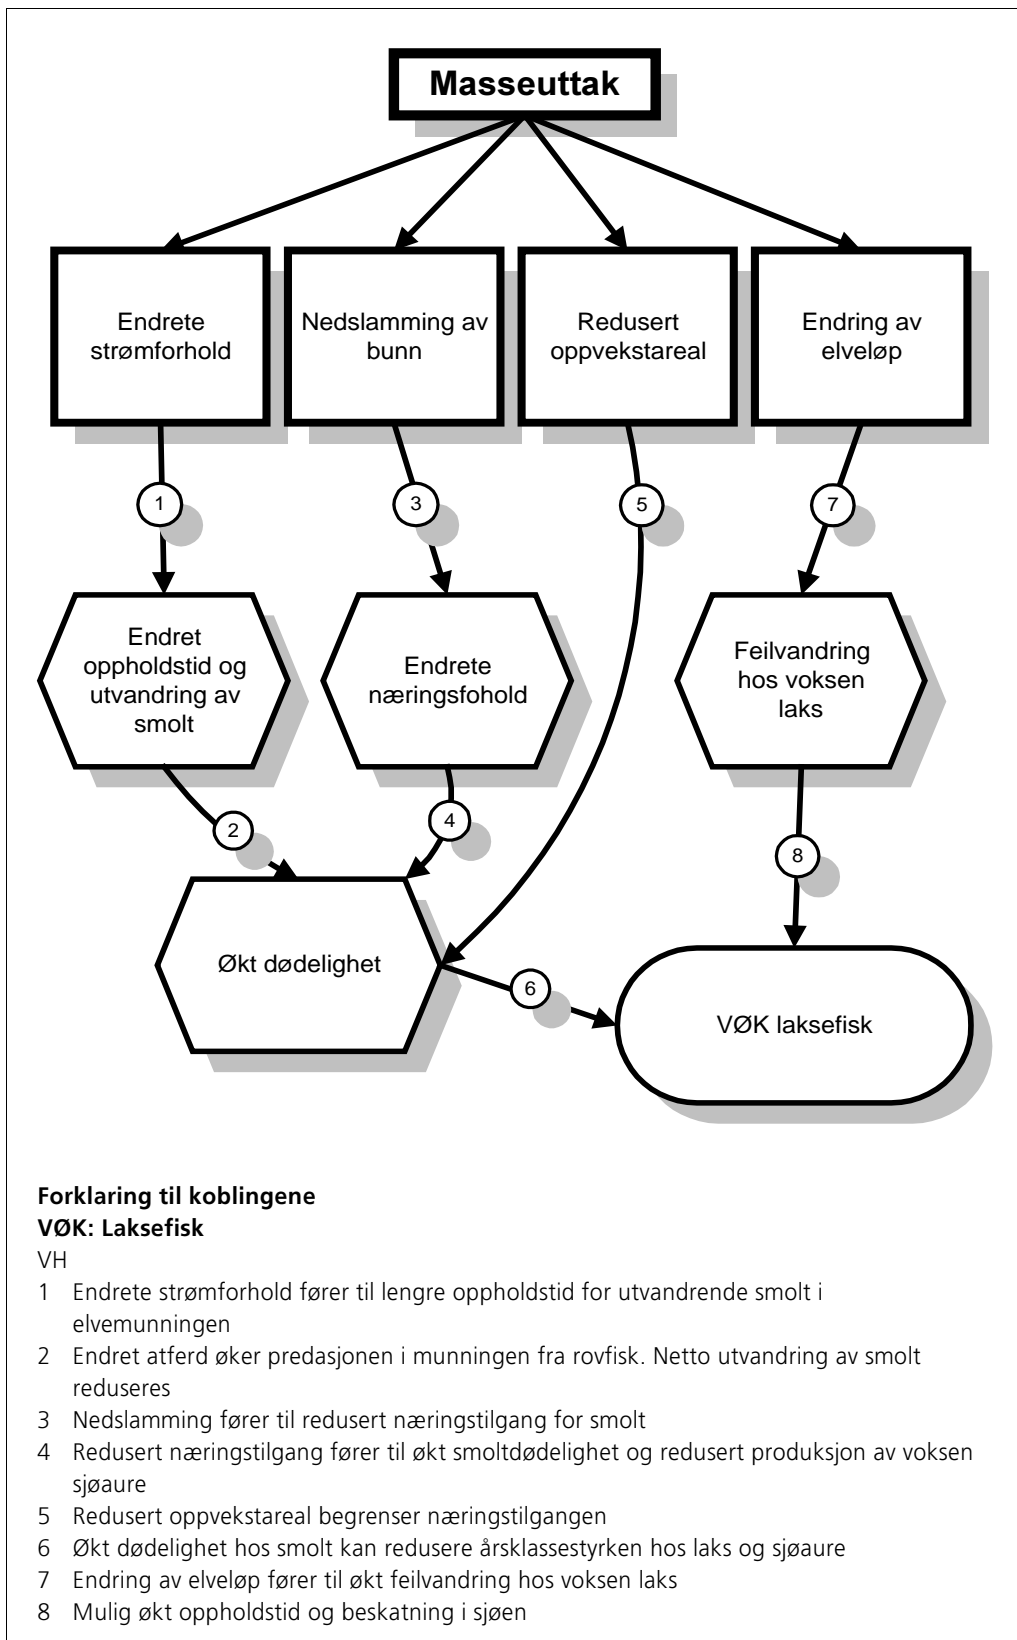 Masseuttak
Endrete
strømforhold
Nedslamming av
bunn
Redusert
oppvekstareal
Endring av
elveløp
1
3
5
7
Endret
oppholdstid og
utvandring av
smolt
Endrete
næringsfohold
Feilvandring
hos voksen
laks
2
4
8
Økt dødelighet
6
VØK laksefisk
Forklaring til koblingene
VØK: Laksefisk
VH
1 Endrete strømforhold fører til lengre oppholdstid for utvandrende smolt i
elvemunningen
2 Endret atferd øker predasjonen i munningen fra rovfisk. Netto utvandring av smolt
reduseres
3 Nedslamming fører til redusert næringstilgang for smolt
4 Redusert næringstilgang fører til økt smoltdødelighet og redusert produksjon av voksen
sjøaure
5 Redusert oppvekstareal begrenser næringstilgangen
6 Økt dødelighet hos smolt kan redusere årsklassestyrken hos laks og sjøaure
7 Endring av elveløp fører til økt feilvandring hos voksen laks
8 Mulig økt oppholdstid og beskatning i sjøen